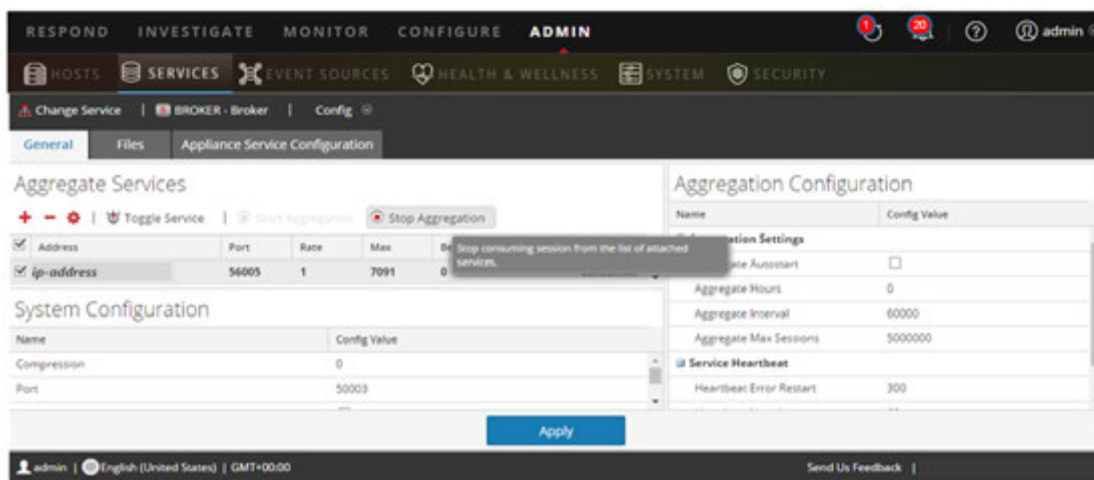 RESPOND INVESTIGATE MONITOR CONFIGURE ADMIN 1 20 admin
HOSTS SERVICES EVENT SOURCES HEALTH & WELLNESS SYSTEM SECURITY
Change Service | BROKER - Broker | Config
General Files Appliance Service Configuration
Aggregate Services
Toggle Service | Start Aggregation Stop Aggregation
Address Port Rate Max Be
Stop consuming session from the list of attached services.
ip-address 56005 1 7091 0
System Configuration
Name Config Value
Compression 0
Port 50003
Aggregation Configuration
Name Config Value
ation Settings
ate Autostart
Aggregate Hours 0
Aggregate Interval 60000
Aggregate Max Sessions 5000000
Service Heartbeat
Heartbeat Error Restart 300
Apply
admin | English (United States) | GMT+00:00 Send Us Feedback |